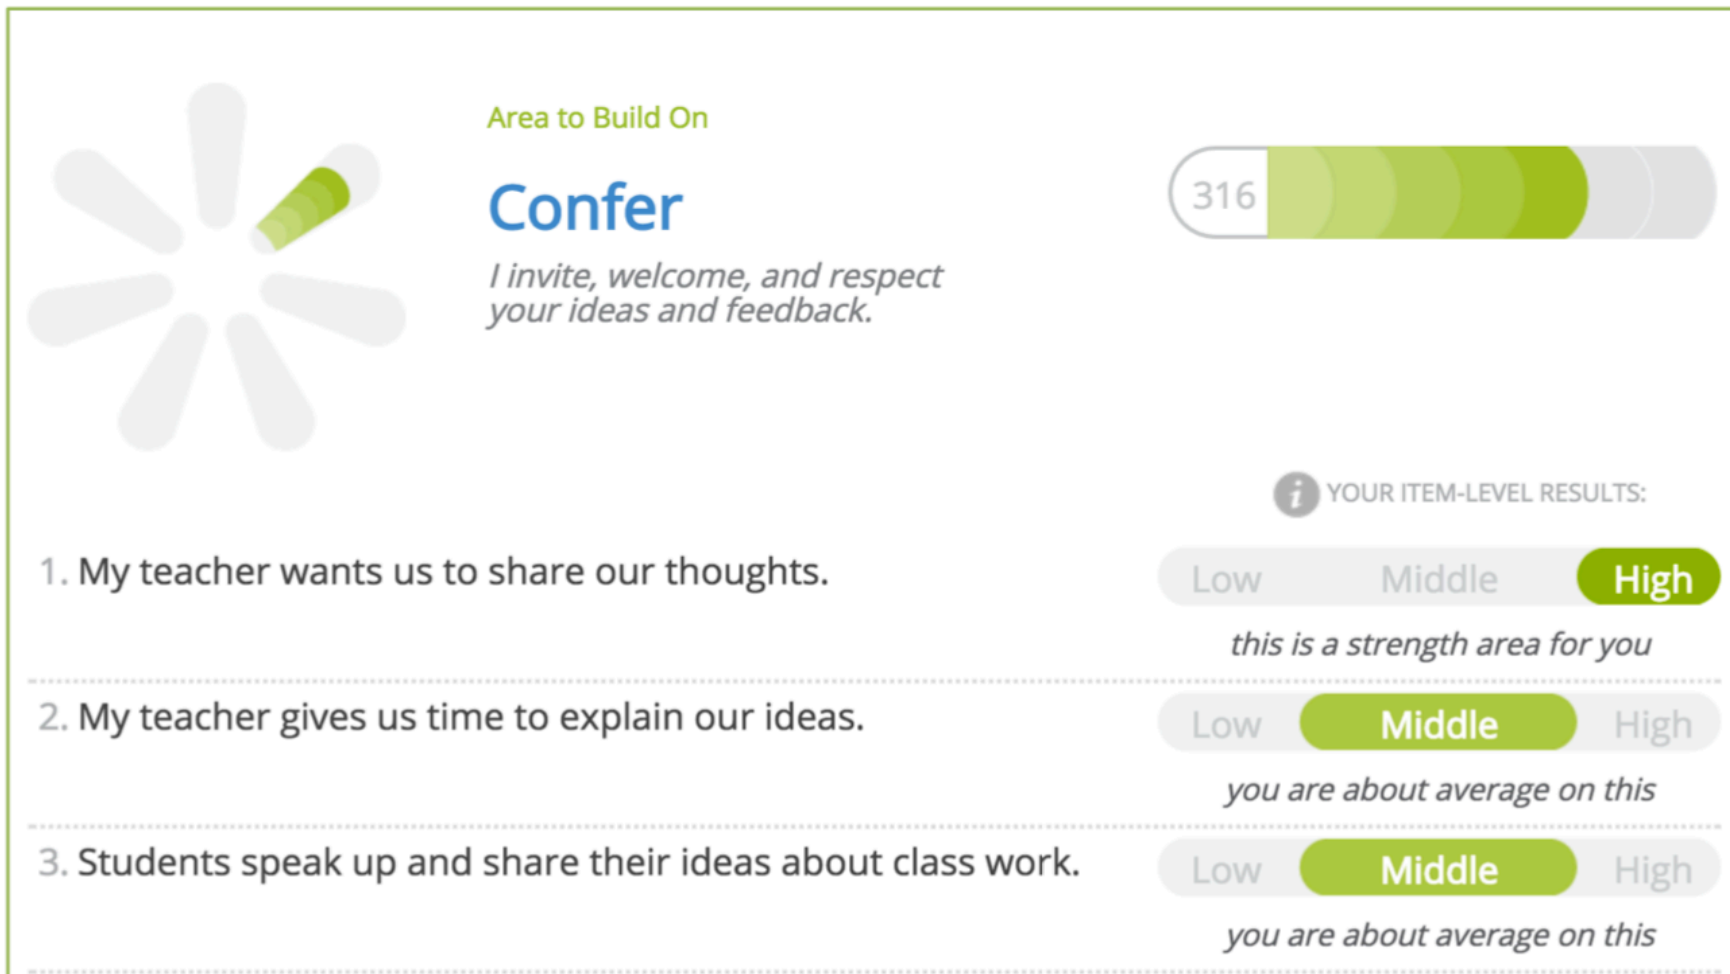 Area to Build On
Confer
316
I invite, welcome, and respect
your ideas and feedback.
i YOUR ITEM-LEVEL RESULTS:
1. My teacher wants us to share our thoughts.
Low Middle High
this is a strength area for you
2. My teacher gives us time to explain our ideas.
Low Middle High
you are about average on this
3. Students speak up and share their ideas about class work.
Low Middle High
you are about average on this